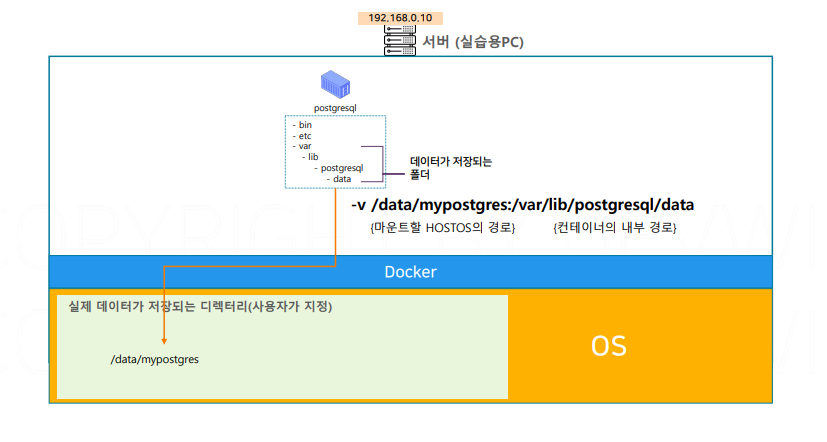 192.168.0.10
서버 (실습용PC)
postgresql
- bin
- etc
- var
- lib
- postgresql
- data
데이터가 저장되는
폴더
-v /data/mypostgres:/var/lib/postgresql/data
{마운트할 HOSTOS의 경로}
{컨테이너의 내부 경로}
Docker
실제 데이터가 저장되는 디렉터리(사용자가 지정)
/data/mypostgres
OS